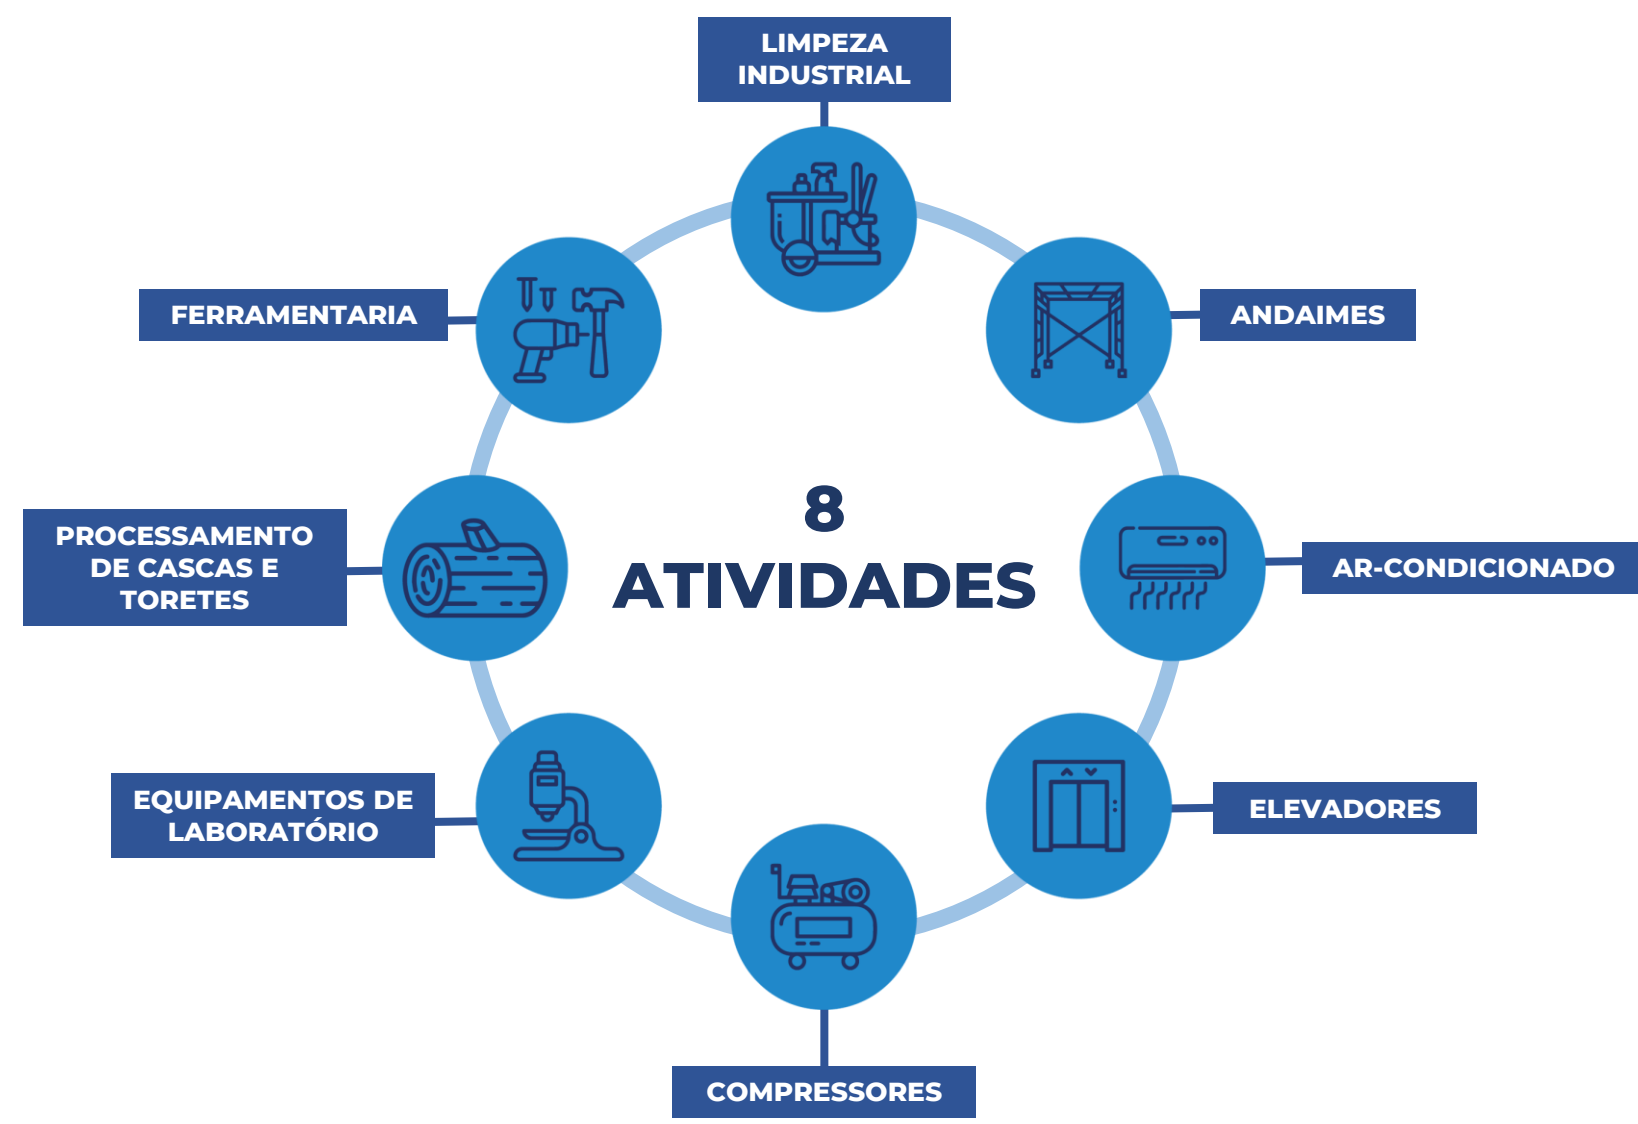 LIMPEZA
INDUSTRIAL
FERRAMENTARIA
ANDAIMES
8
ATIVIDADES
PROCESSAMENTO
DE CASCAS E
TORETES
AR-CONDICIONADO
EQUIPAMENTOS DE
LABORATÓRIO
ELEVADORES
COMPRESSORES